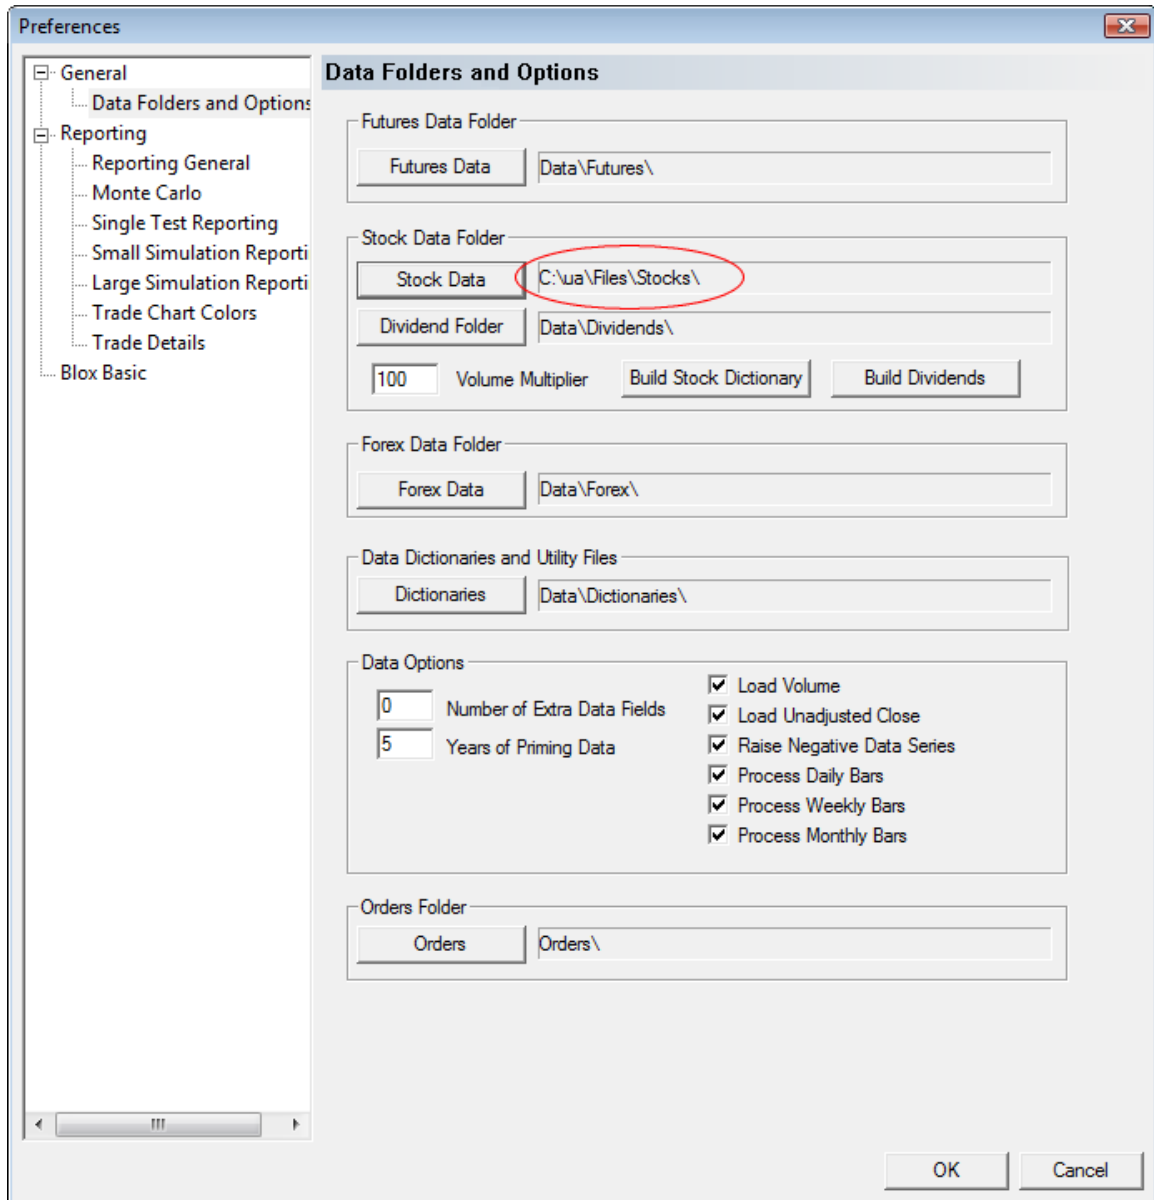 Preferences
General
Data Folders and Options
Reporting
Reporting General
Monte Carlo
Single Test Reporting
Small Simulation Reporti
Large Simulation Reporti
Trade Chart Colors
Trade Details
Blox Basic
Data Folders and Options
Futures Data Folder
Futures Data Data\Futures\
Stock Data Folder
Stock Data C:\ua\Files\Stocks\
Dividend Folder Data\Dividends\
100 Volume Multiplier Build Stock Dictionary Build Dividends
Forex Data Folder
Forex Data Data\Forex\
Data Dictionaries and Utility Files
Dictionaries Data\Dictionaries\
Data Options
0 Number of Extra Data Fields
5 Years of Priming Data
Load Volume
Load Unadjusted Close
Raise Negative Data Series
Process Daily Bars
Process Weekly Bars
Process Monthly Bars
Orders Folder
Orders Orders\
OK Cancel